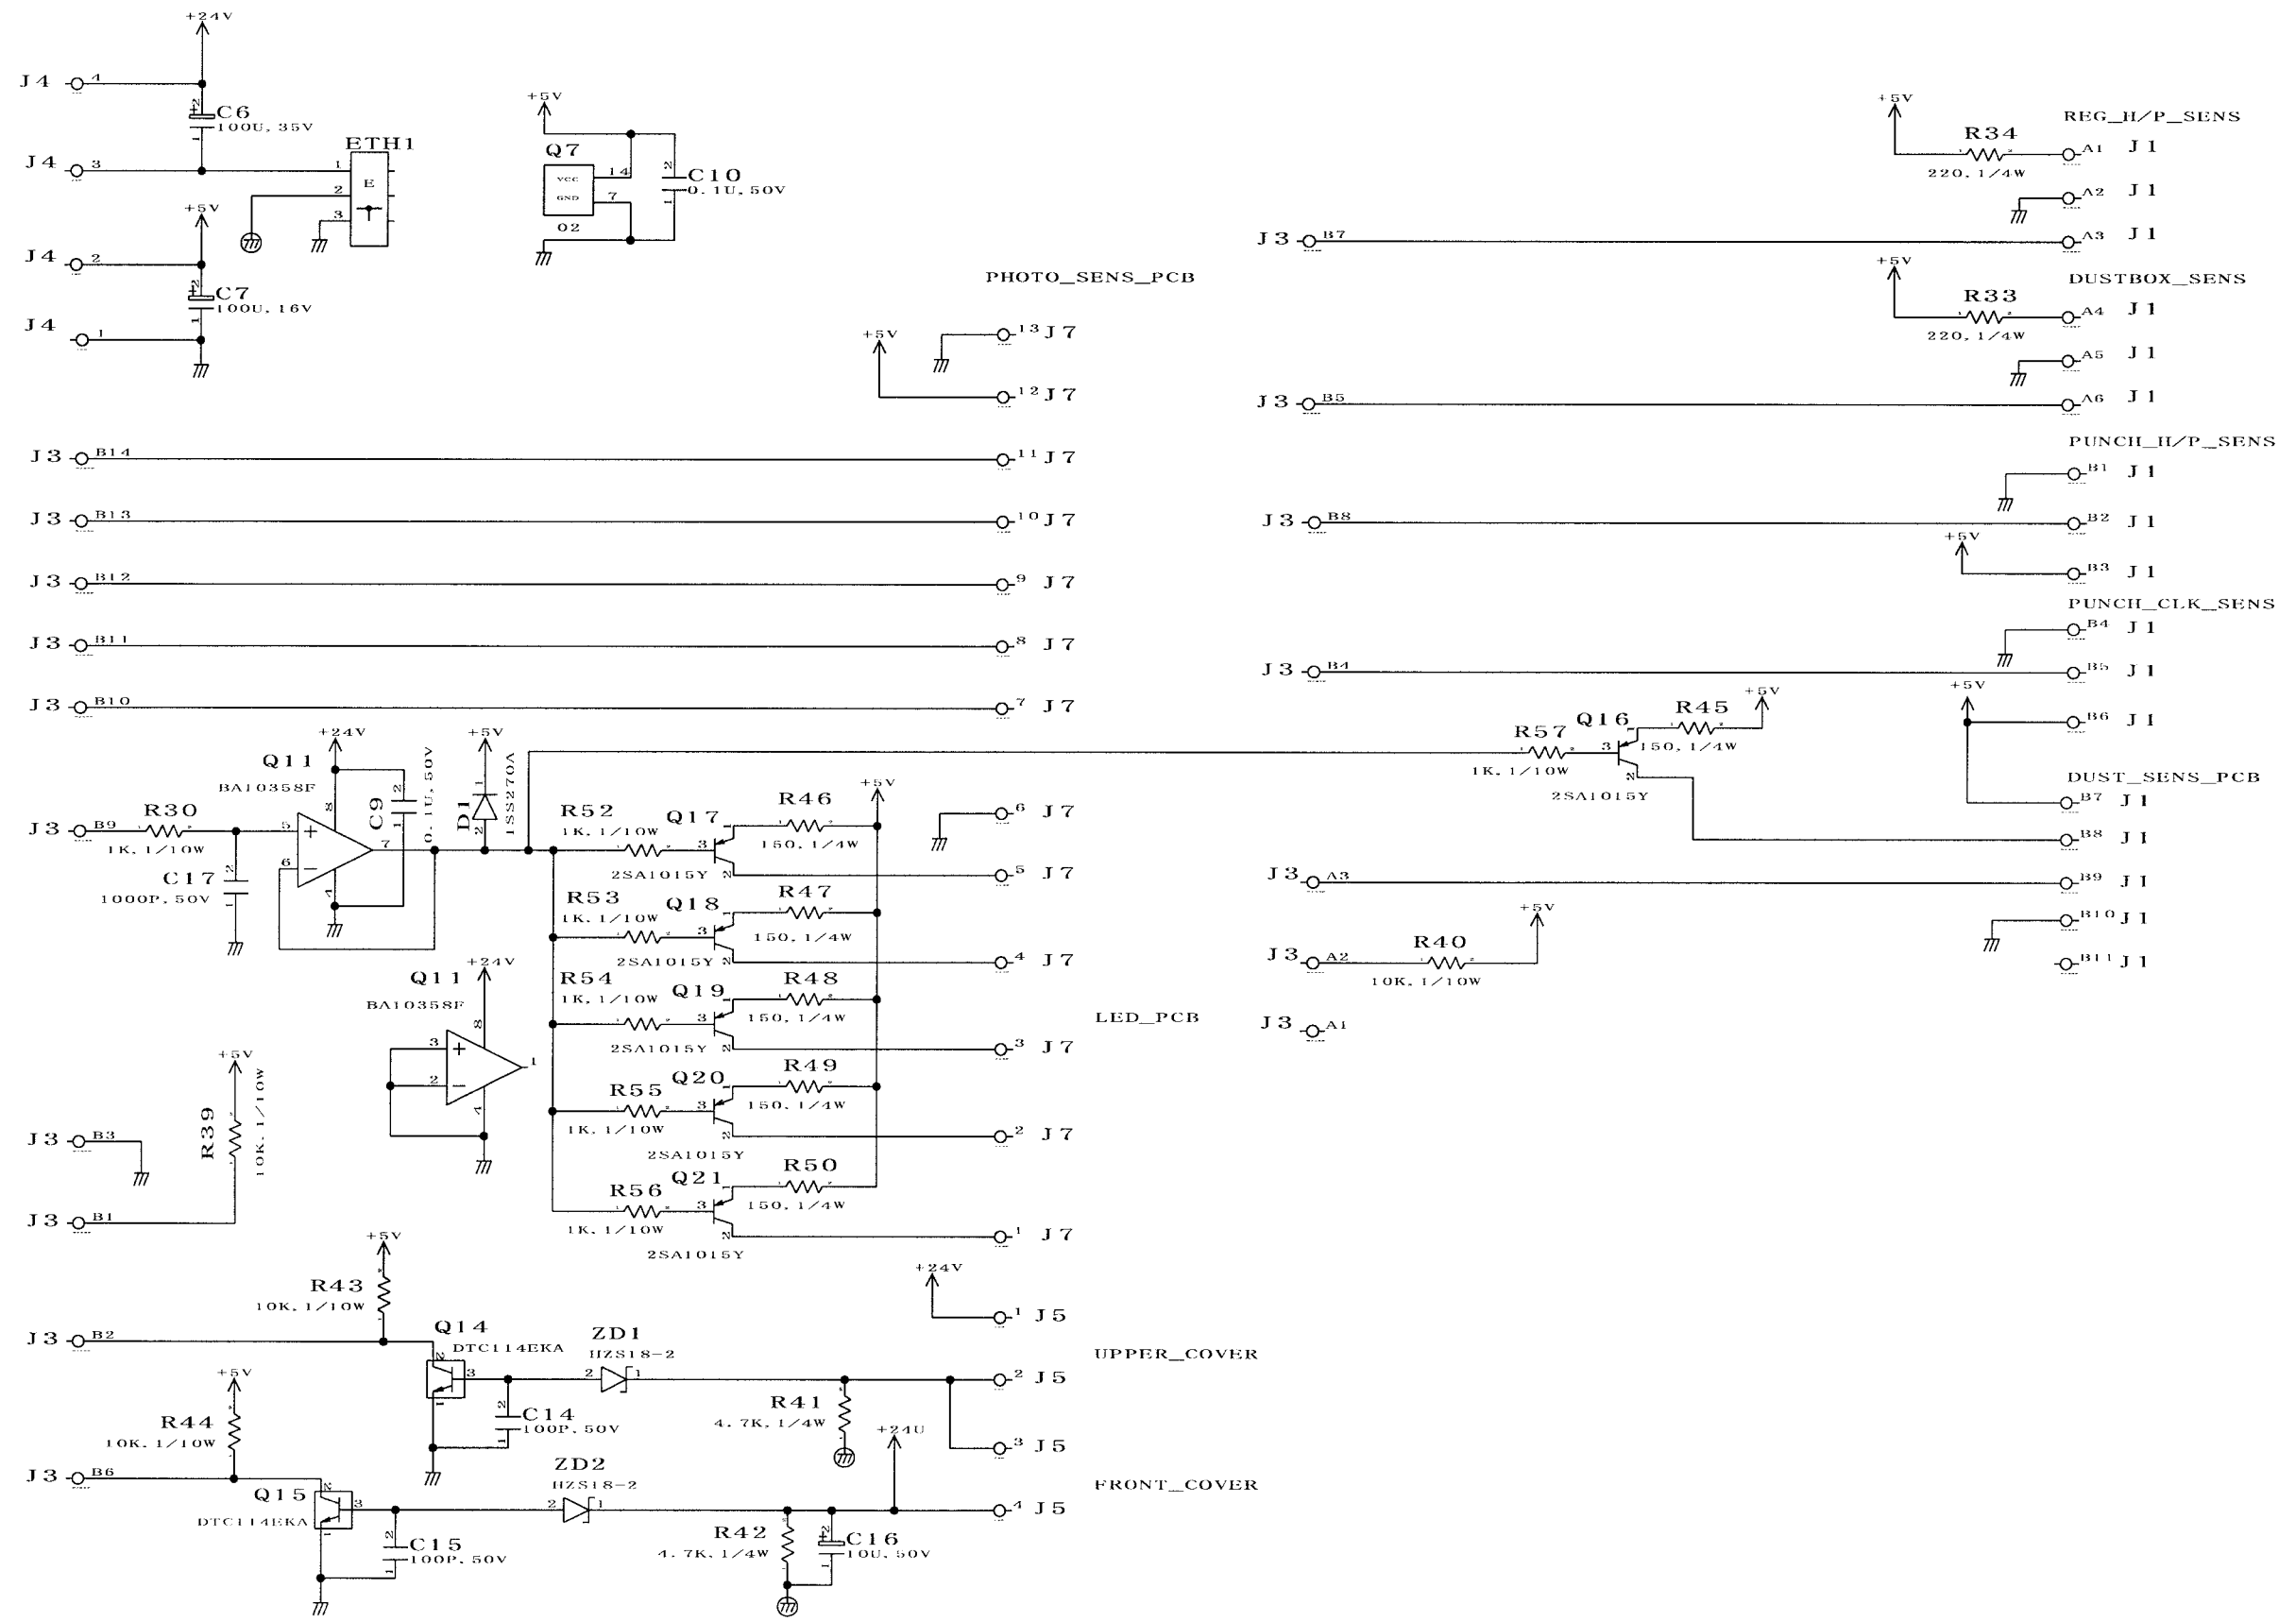 +24V
J4 4
C6
100U, 35V
J4 3
ETH1
1
E
2
3
+5V
J4 2
C7
100U, 16V
J4 1
+5V
Q7
VCC
GND
14
7
02
C10
0.1U, 50V
PHOTO_SENS_PCB
13 J7
+5V
12 J7
J3 B14
11 J7
J3 B13
10 J7
J3 B12
9 J7
J3 B11
8 J7
J3 B10
7 J7
+24V
Q11
BA10358F
J3 B9
R30
1K, 1/10W
C17
1000P, 50V
5
6
7
8
4
C9
0.1U, 50V
+5V
D1
1SS270A
R52
1K, 1/10W
Q17
2SA1015Y
R46
150, 1/4W
+5V
6 J7
5 J7
R53
1K, 1/10W
Q18
2SA1015Y
R47
150, 1/4W
4 J7
R54
1K, 1/10W
Q19
2SA1015Y
R48
150, 1/4W
3 J7
LED_PCB
R55
1K, 1/10W
Q20
2SA1015Y
R49
150, 1/4W
2 J7
R56
1K, 1/10W
Q21
2SA1015Y
R50
150, 1/4W
1 J7
+24V
Q11
BA10358F
3
2
1
8
4
+5V
R39
10K, 1/10W
J3 B3
J3 B1
+5V
R43
10K, 1/10W
J3 B2
Q14
DTC114EKA
C14
100P, 50V
ZD1
HZS18-2
R41
4.7K, 1/4W
+24V
1 J5
UPPER_COVER
2 J5
3 J5
+5V
R44
10K, 1/10W
J3 B6
Q15
DTC114EKA
C15
100P, 50V
ZD2
HZS18-2
R42
4.7K, 1/4W
C16
10U, 50V
+24U
FRONT_COVER
4 J5
+5V
R34
220, 1/4W
REG_H/P_SENS
A1 J1
A2 J1
J3 B7
A3 J1
+5V
R33
220, 1/4W
DUSTBOX_SENS
A4 J1
A5 J1
J3 B5
A6 J1
PUNCH_H/P_SENS
B1 J1
J3 B8
B2 J1
+5V
B3 J1
PUNCH_CLK_SENS
B4 J1
J3 B4
B5 J1
+5V
B6 J1
R57
1K, 1/10W
Q16
2SA1015Y
R45
150, 1/4W
+5V
DUST_SENS_PCB
B7 J1
B8 J1
J3 A3
B9 J1
B10 J1
J3 A2
R40
10K, 1/10W
+5V
B11 J1
J3 A1